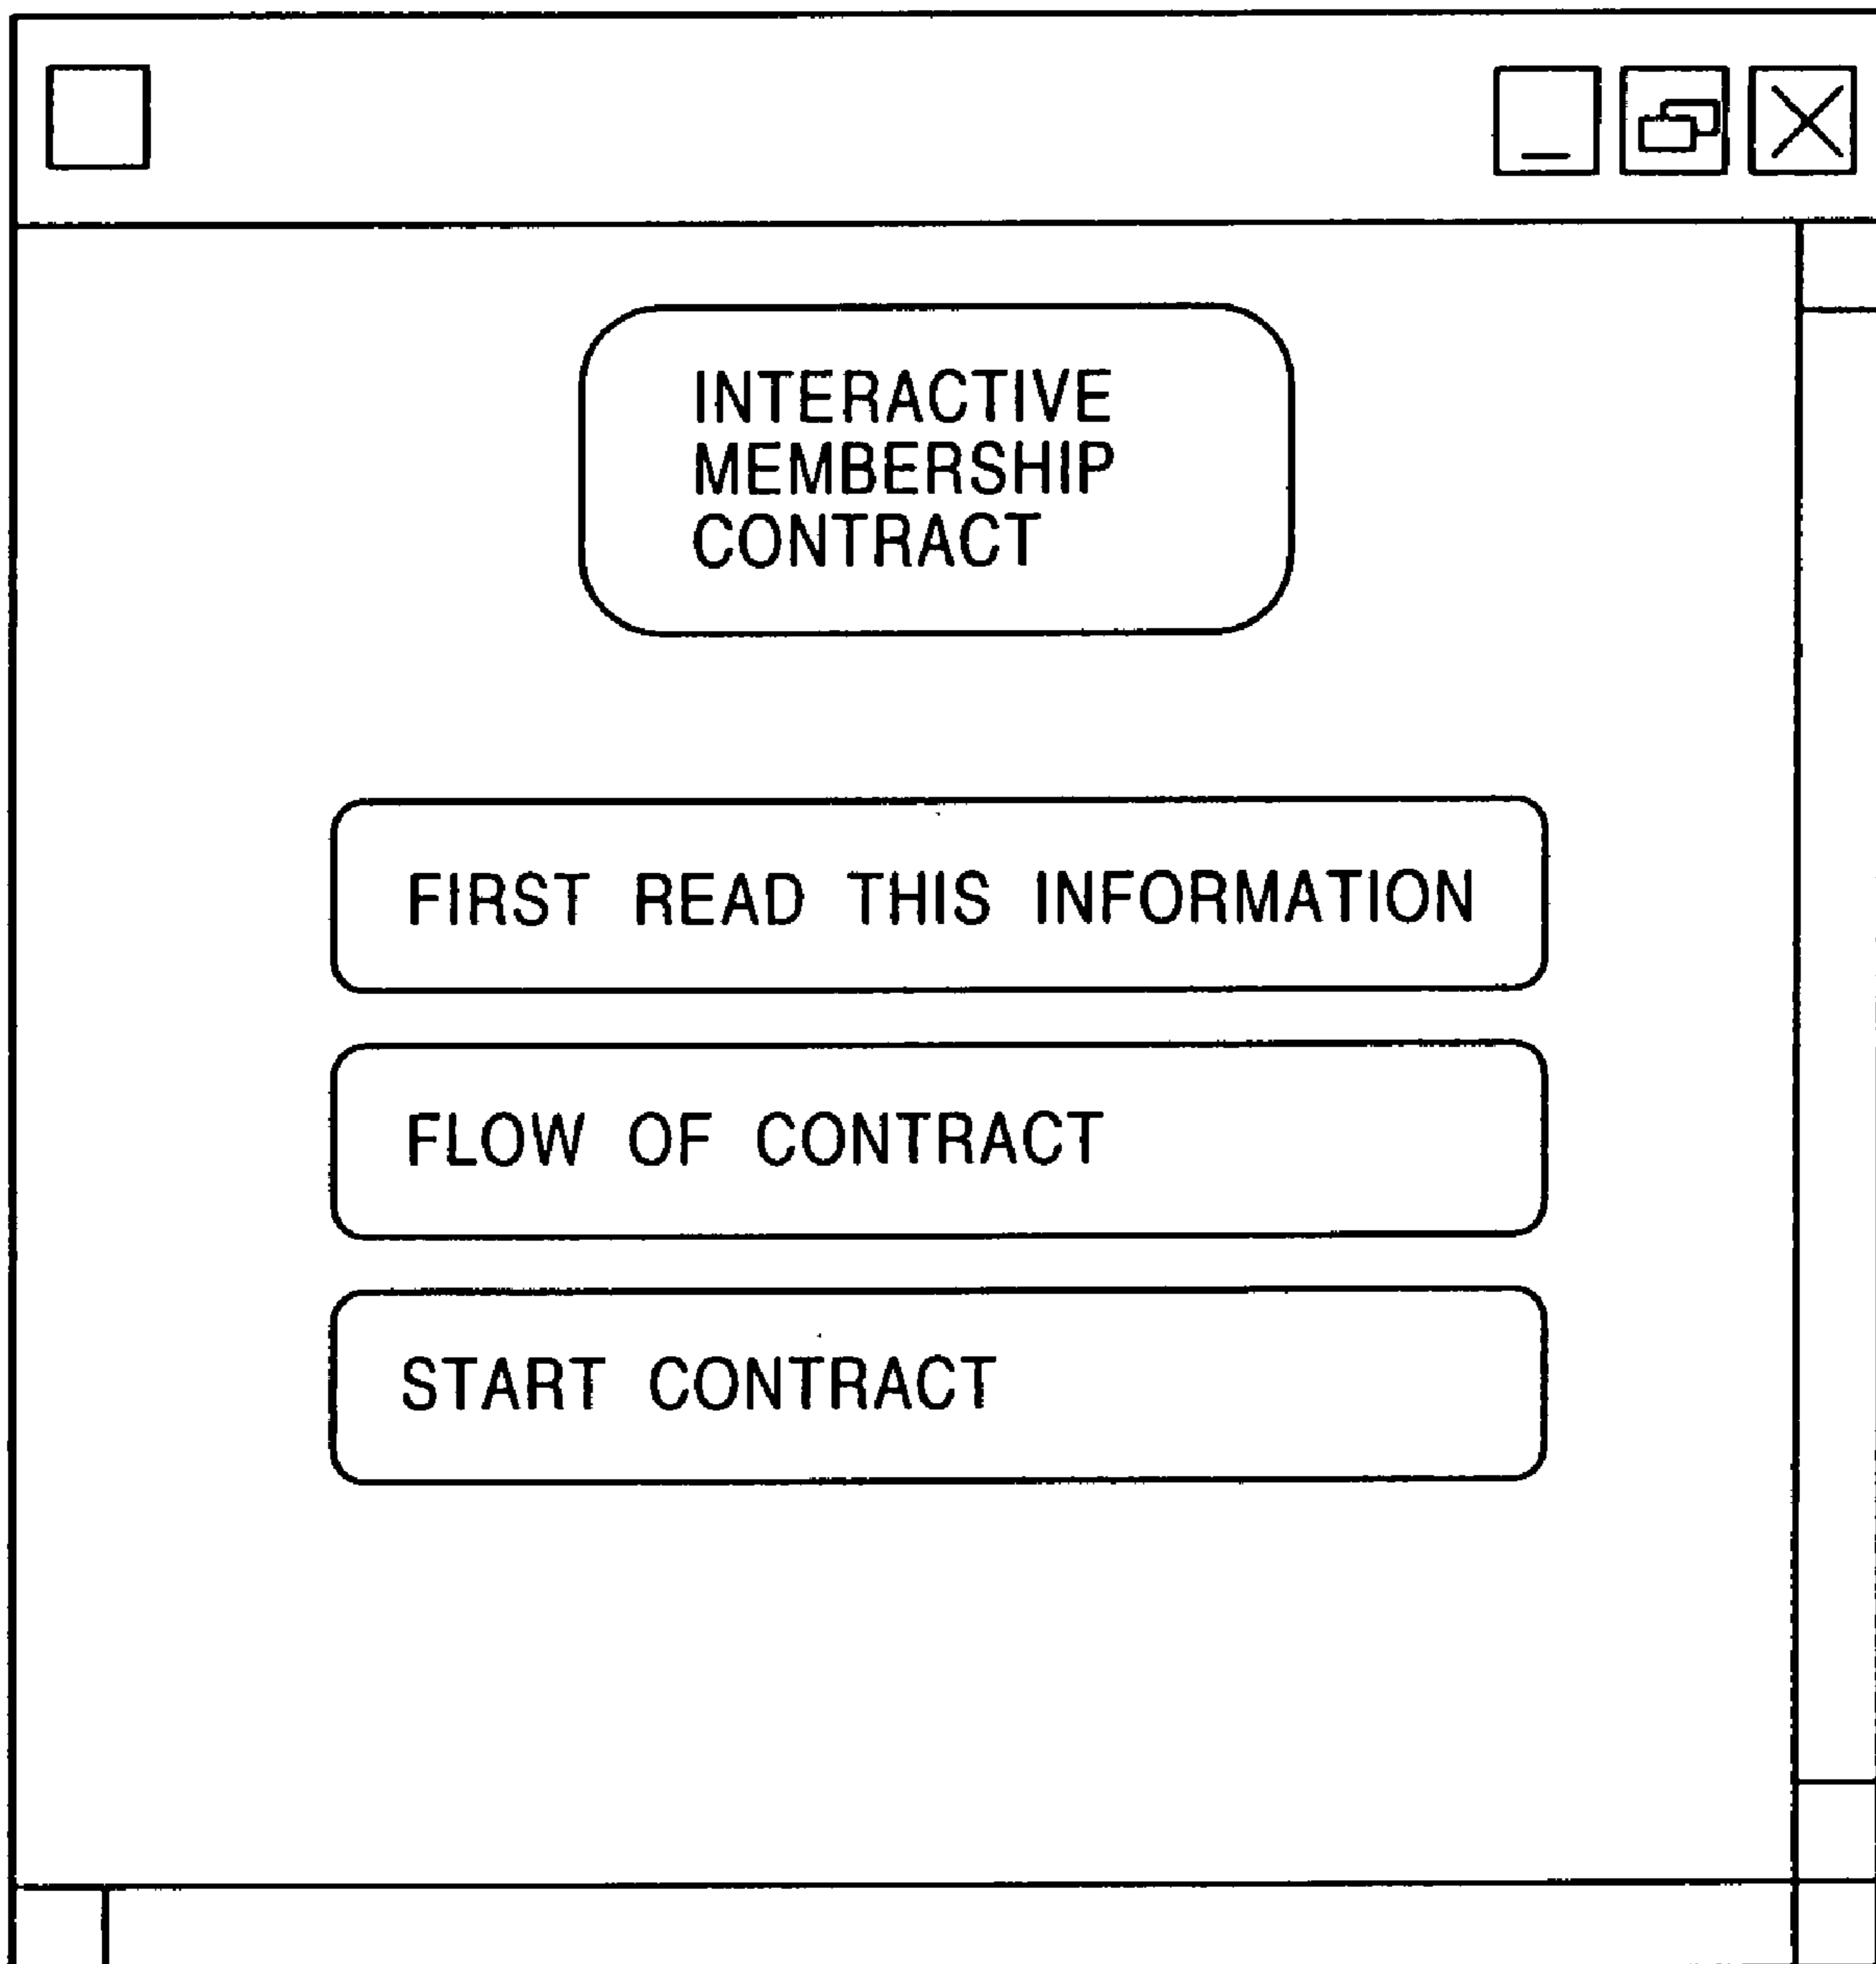 INTERACTIVE
MEMBERSHIP
CONTRACT
FIRST READ THIS INFORMATION
FLOW OF CONTRACT
START CONTRACT